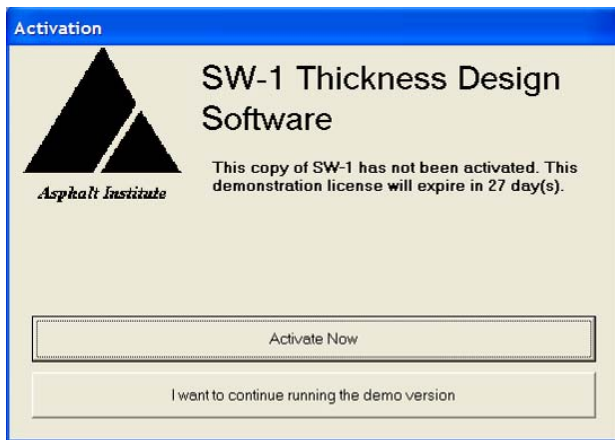 Activation
SW-1 Thickness Design
Software
This copy of SW-1 has not been activated. This
demonstration license will expire in 27 day(s).
Asphalt Institute
Activate Now
I want to continue running the demo version